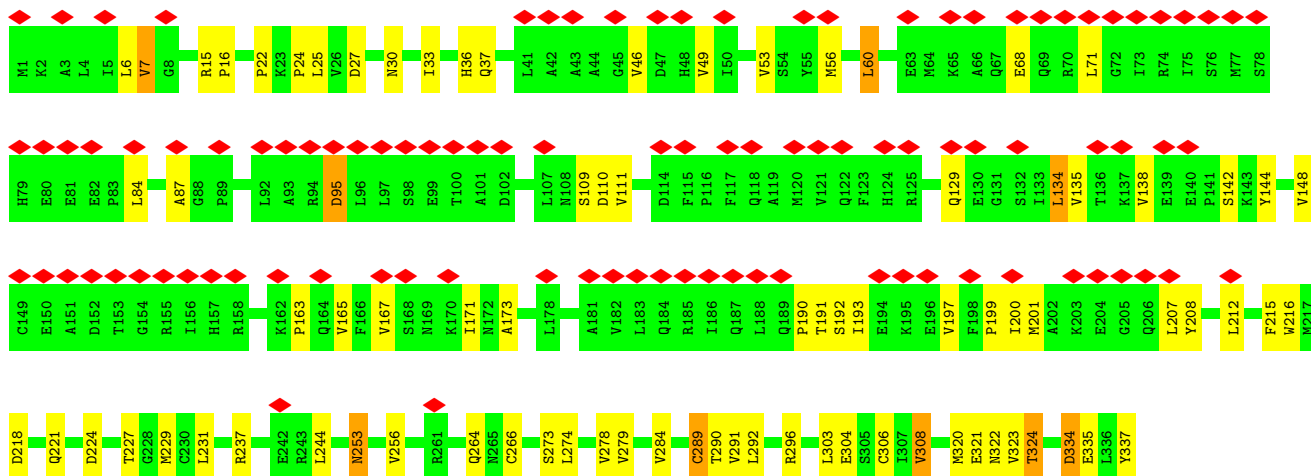 M1 K2 A3 L4 I5 L6 V7 G8 R15 P16 P22 K23 P24 L25 V26 D27 N30 I33 H36 Q37 L41 A42 A43 A44 G45 V46 D47 H48 V49 I50 V53 S54 Y55 M56 L60 E63 M64 K65 A66 Q67 E68 Q69 R70 L71 G72 I73 R74 I75 S76 M77 S78
H79 E80 E81 E82 P83 L84 A87 G88 P89 L92 A93 R94 D95 L96 L97 S98 E99 T100 A101 D102 L107 N108 S109 D110 V111 D114 F115 P116 F117 Q118 A119 M120 V121 Q122 F123 H124 R125 Q129 E130 G131 S132 I133 L134 V135 T136 K137 V138 E139 E140 P141 S142 K143 Y144 V148
C149 E150 A151 D152 T153 G154 R155 I156 H157 R158 K162 P163 Q164 V165 F166 V167 S168 N169 K170 I171 N172 A173 L178 A181 V182 L183 Q184 R185 I186 Q187 L188 Q189 P190 T191 S192 I193 E194 K195 E196 V197 F198 P199 I200 M201 A202 K203 E204 G205 Q206 L207 Y208 L212 F215 W216 M217
D218 Q221 D224 T227 G228 M229 C230 L231 R237 E242 R243 L244 N253 V256 R261 Q264 N265 C266 S273 L274 V278 V279 V284 C289 T290 V291 L292 R296 L303 E304 S305 C306 I307 V308 M320 E321 N322 V323 T324 D334 E335 L336 Y337